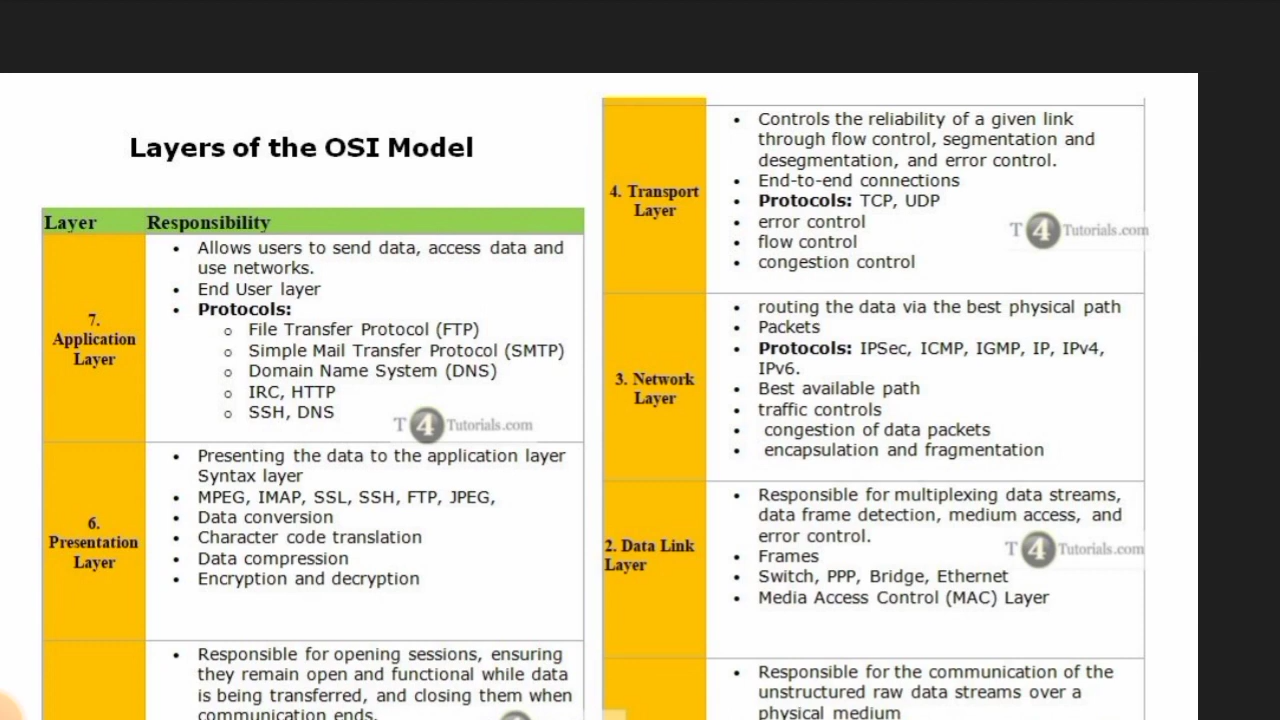 Layers of the OSI Model
Layer Responsibility
7.
Application
Layer
• Allows users to send data, access data and
use networks.
• End User layer
• Protocols:
o File Transfer Protocol (FTP)
o Simple Mail Transfer Protocol (SMTP)
o Domain Name System (DNS)
o IRC, HTTP
o SSH, DNS
T4Tutorials.com
6.
Presentation
Layer
• Presenting the data to the application layer
Syntax layer
• MPEG, IMAP, SSL, SSH, FTP, JPEG,
• Data conversion
• Character code translation
• Data compression
• Encryption and decryption
• Responsible for opening sessions, ensuring
they remain open and functional while data
is being transferred, and closing them when
communication ends.
4. Transport
Layer
• Controls the reliability of a given link
through flow control, segmentation and
desegmentation, and error control.
• End-to-end connections
• Protocols: TCP, UDP
• error control
• flow control
• congestion control
T4Tutorials.com
3. Network
Layer
• routing the data via the best physical path
• Packets
• Protocols: IPSec, ICMP, IGMP, IP, IPv4,
IPv6.
• Best available path
• traffic controls
• congestion of data packets
• encapsulation and fragmentation
2. Data Link
Layer
• Responsible for multiplexing data streams,
data frame detection, medium access, and
error control.
• Frames
• Switch, PPP, Bridge, Ethernet
• Media Access Control (MAC) Layer
T4Tutorials.com
• Responsible for the communication of the
unstructured raw data streams over a
physical medium